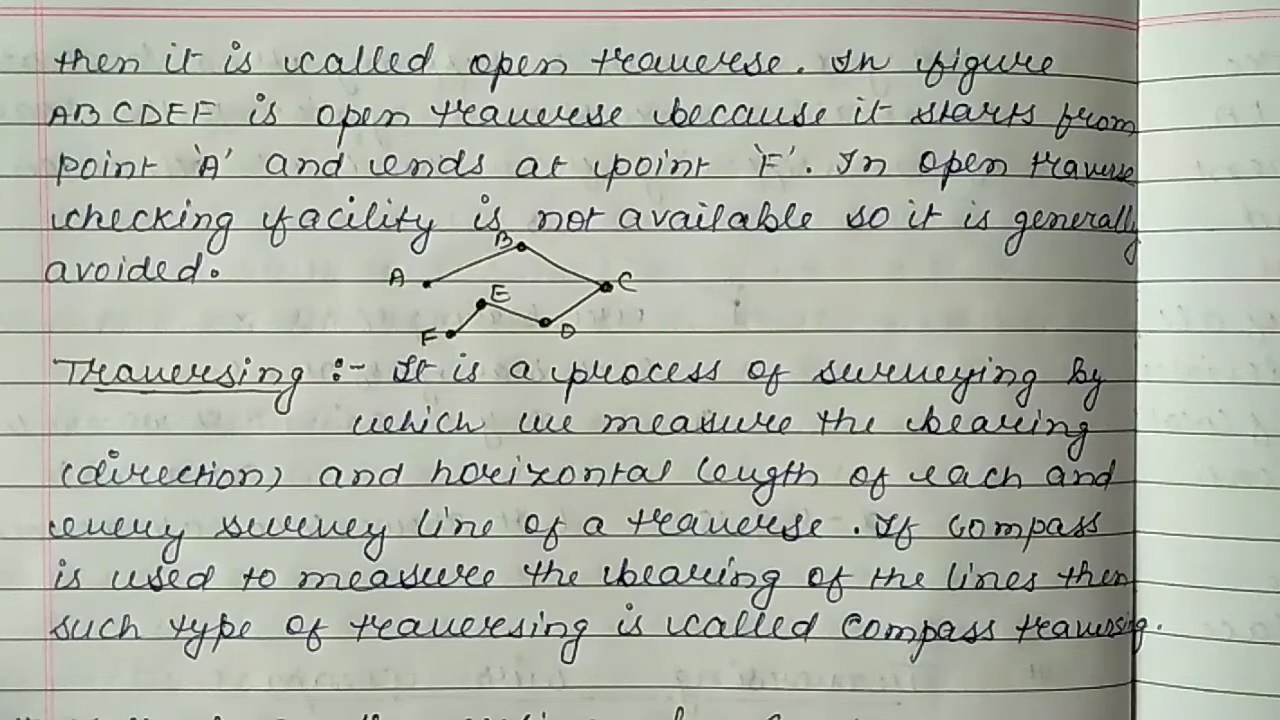 then it is called open traverse. In figure
ABCDEF is open traverse because it starts from
point 'A' and ends at point 'F'. In open traverse
checking facility is not available so it is generally
avoided.
A B C
E
F D
Traversing :- It is a process of surveying by
which we measure the bearing
(direction) and horizontal length of each and
every survey line of a traverse. If compass
is used to measure the bearing of the lines then
such type of traversing is called compass traversing.